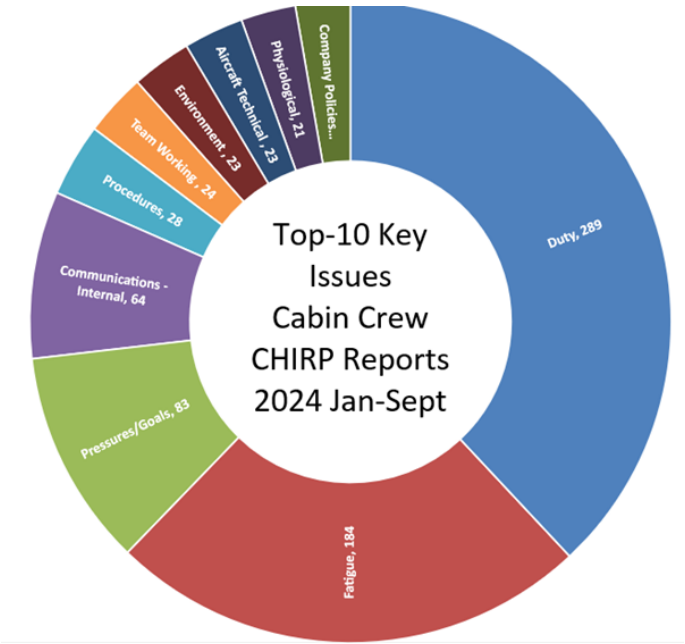 Top-10 Key
Issues
Cabin Crew
CHIRP Reports
2024 Jan-Sept
Duty, 289
Fatigue, 184
Pressures/Goals, 83
Communications -
Internal, 64
Procedures, 28
Team Working , 24
Environment , 23
Aircraft Technical , 23
Physiological, 21
Company Policies...